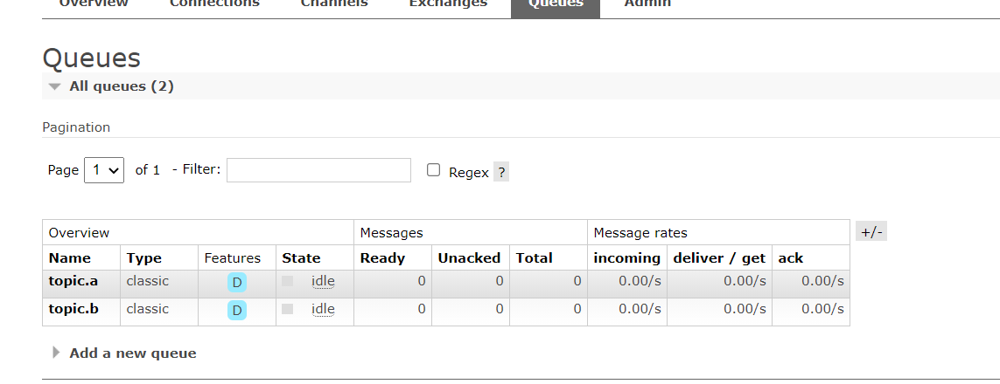 Overview Connections Channels Exchanges Queues Admin
Queues
All queues (2)
Pagination
Page 1 of 1 - Filter: Regex ?
Overview Messages Message rates +/-
Name Type Features State Ready Unacked Total incoming deliver / get ack
topic.a classic D idle 0 0 0 0.00/s 0.00/s 0.00/s
topic.b classic D idle 0 0 0 0.00/s 0.00/s 0.00/s
Add a new queue